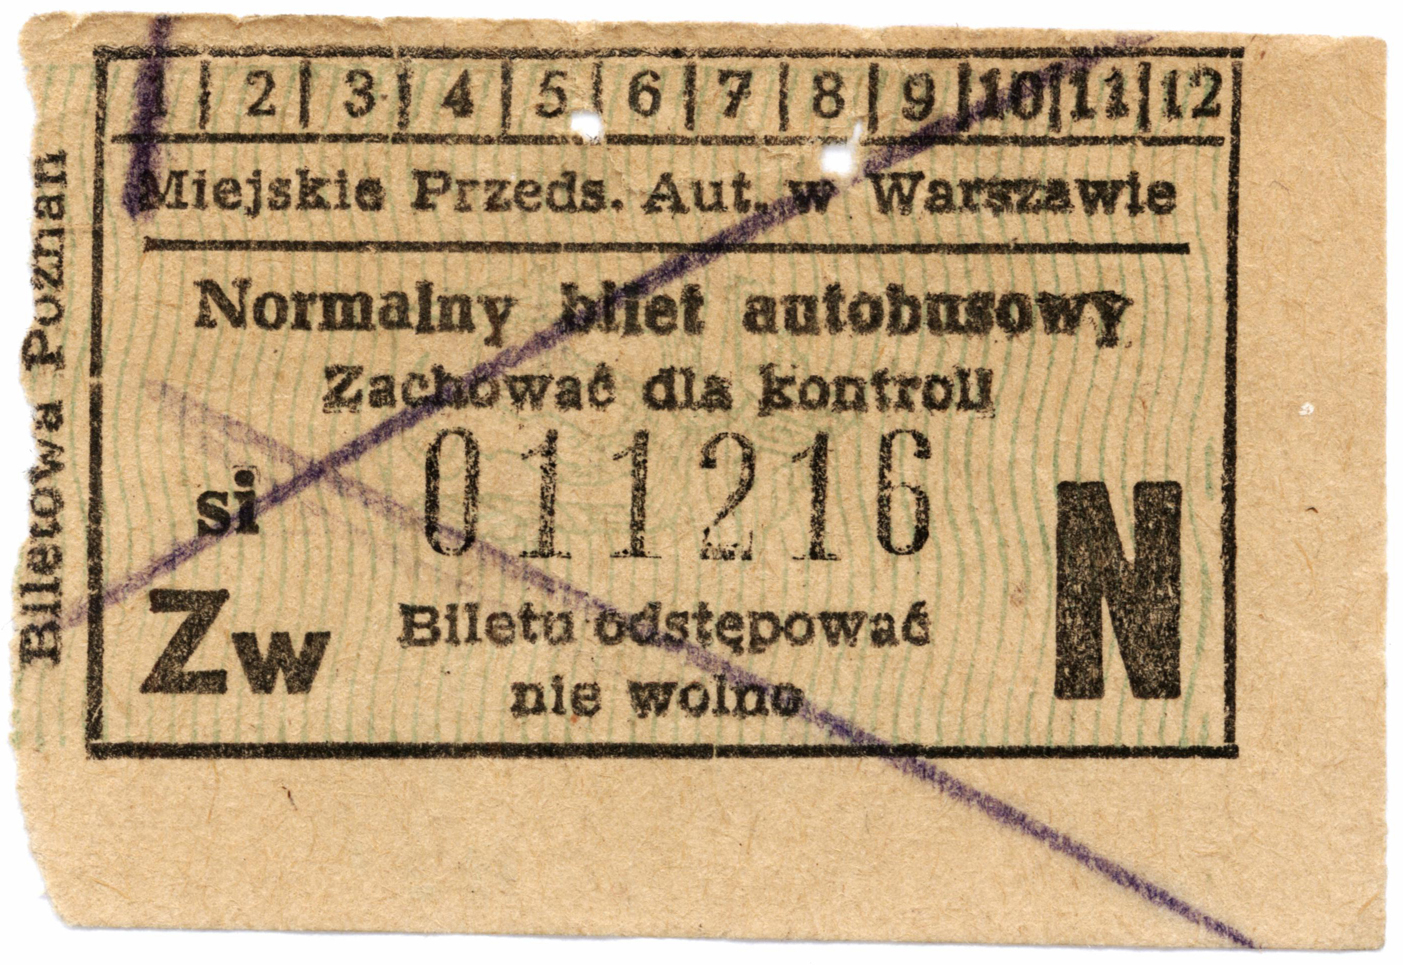 1 | 2 | 3 | 4 | 5 | 6 | 7 | 8 | 9 | 10 | 11 | 12
Miejskie Przeds. Aut. w Warszawie
Normalny bilet autobusowy
Zachować dla kontroli
011216
si
Zw
Biletu odstępować
nie wolno
N
Biletowa Poznań